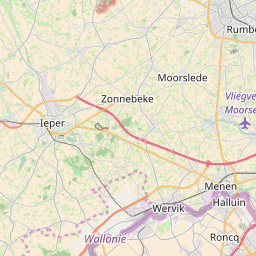 Rumbe
Moorslede
Zonnebeke
Vliegve
Moorse
Ieper
Menen
Halluin
Wervik
Wallonie
Roncq